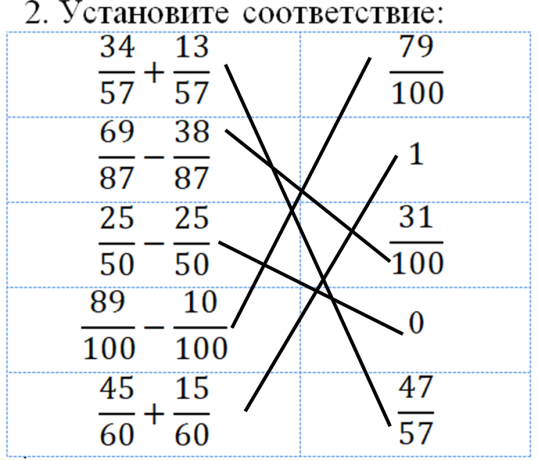 2. Установите соответствие:
34/57 + 13/57    79/100
69/87 − 38/87    1
25/50 − 25/50    31/100
89/100 − 10/100    0
45/60 + 15/60    47/57